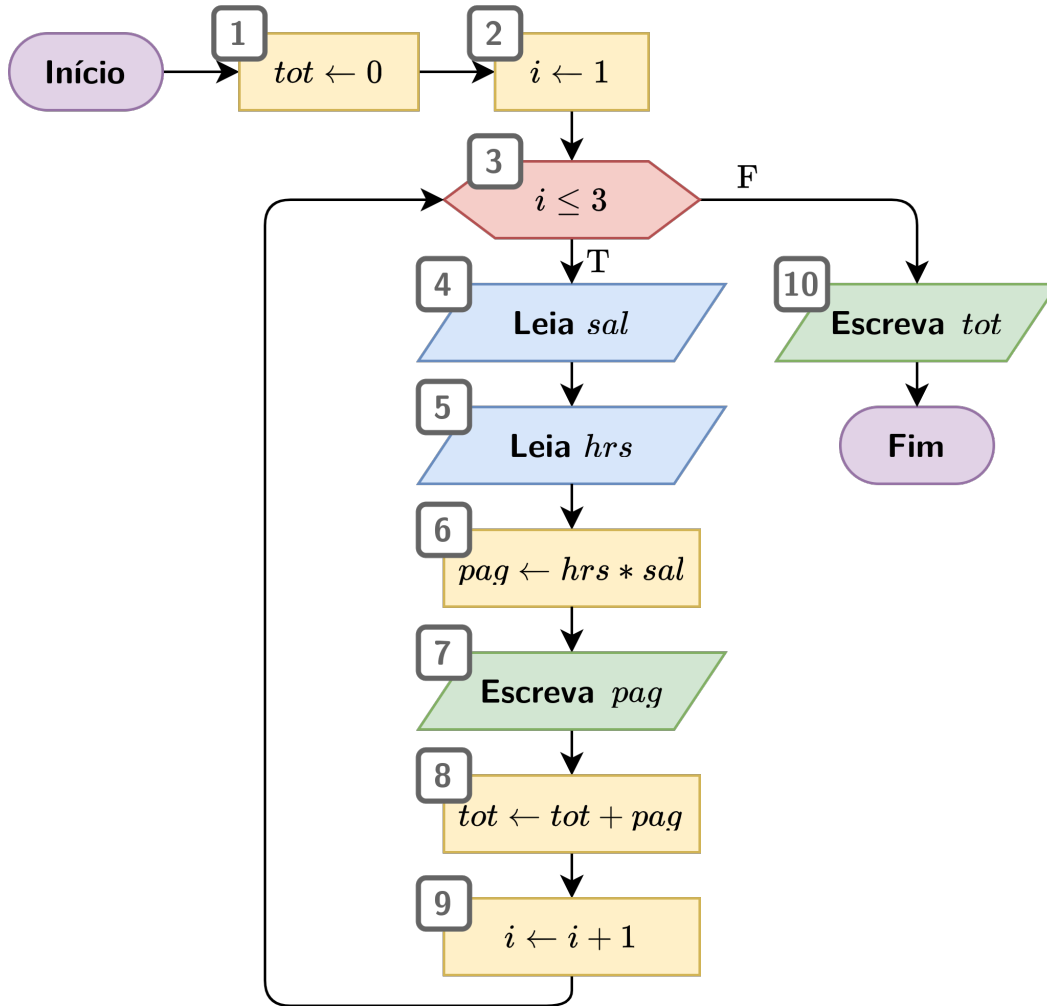 Início
1
tot ← 0
2
i ← 1
3
i ≤ 3
F
T
4
Leia sal
5
Leia hrs
6
pag ← hrs * sal
7
Escreva pag
8
tot ← tot + pag
9
i ← i + 1
10
Escreva tot
Fim